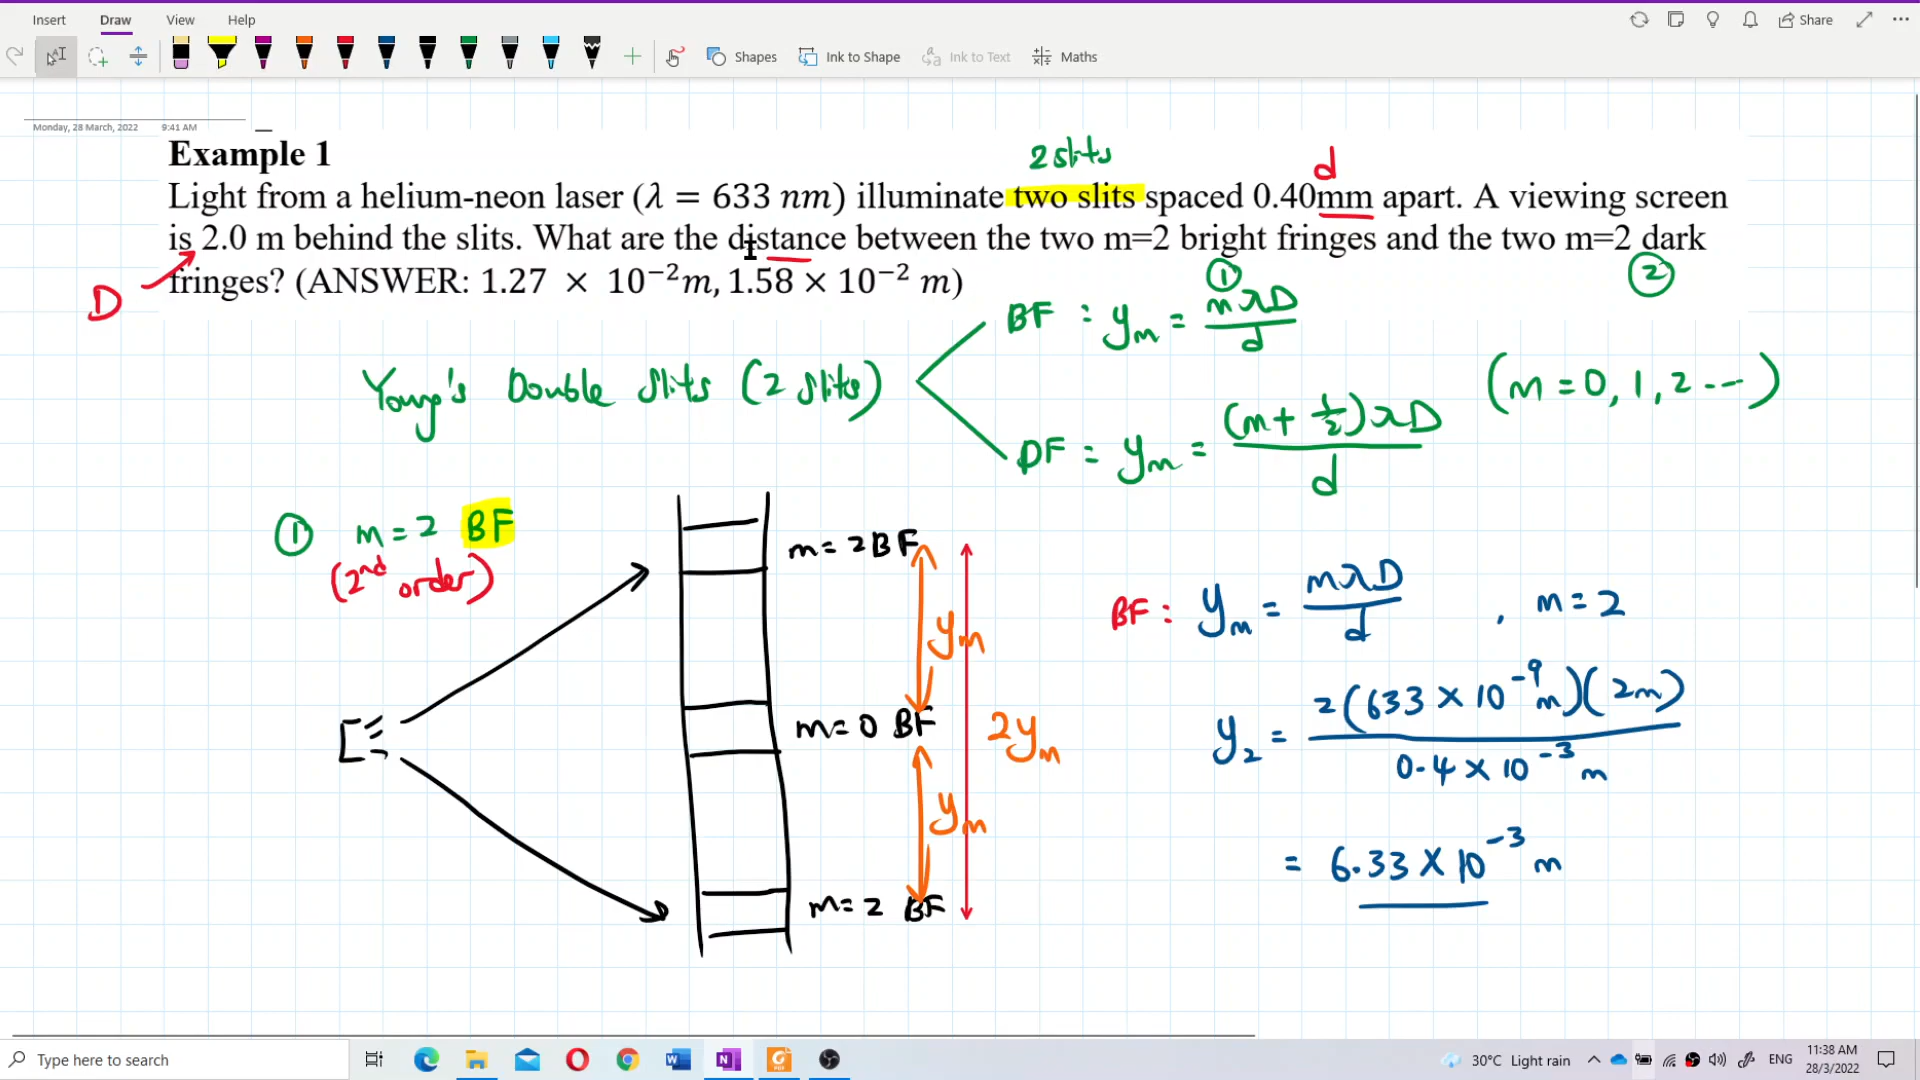 Insert Draw View Help
Share
Shapes Ink to Shape Ink to Text Maths
Monday, 28 March, 2022 9:41 AM
Example 1
2 slits
d
Light from a helium-neon laser (λ = 633 nm) illuminate two slits spaced 0.40mm apart. A viewing screen
is 2.0 m behind the slits. What are the distance between the two m=2 bright fringes and the two m=2 dark
fringes? (ANSWER: 1.27 × 10⁻²m, 1.58 × 10⁻² m)
① ②
D
BF : yₘ = mλD/d
Young's Double Slits (2 slits)
(m = 0, 1, 2 ---)
DF = yₘ = (m + ½)λD/d
① m = 2 BF
(2nd order)
m = 2 BF
yₘ
m = 0 BF
2yₘ
yₘ
m = 2 BF
BF : yₘ = mλD/d , m = 2
y₂ = 2(633 × 10⁻⁹m)(2m)/0.4 × 10⁻³ m
= 6.33 × 10⁻³ m
Type here to search
30°C Light rain
ENG
11:38 AM
28/3/2022